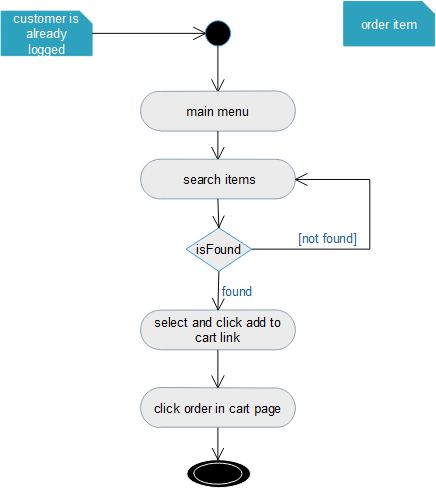 customer is
already
logged
order item
main menu
search items
isFound
[not found]
found
select and click add to
cart link
click order in cart page